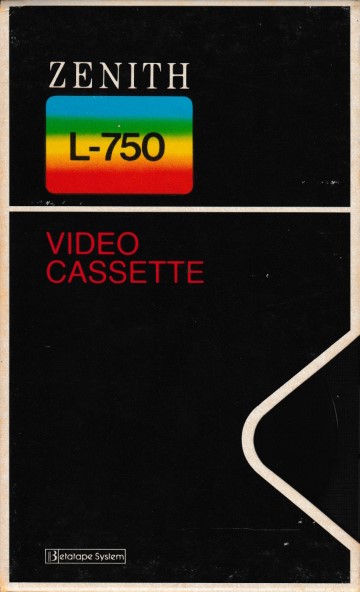 ZENITH
L-750
VIDEO
CASSETTE
Betatape System